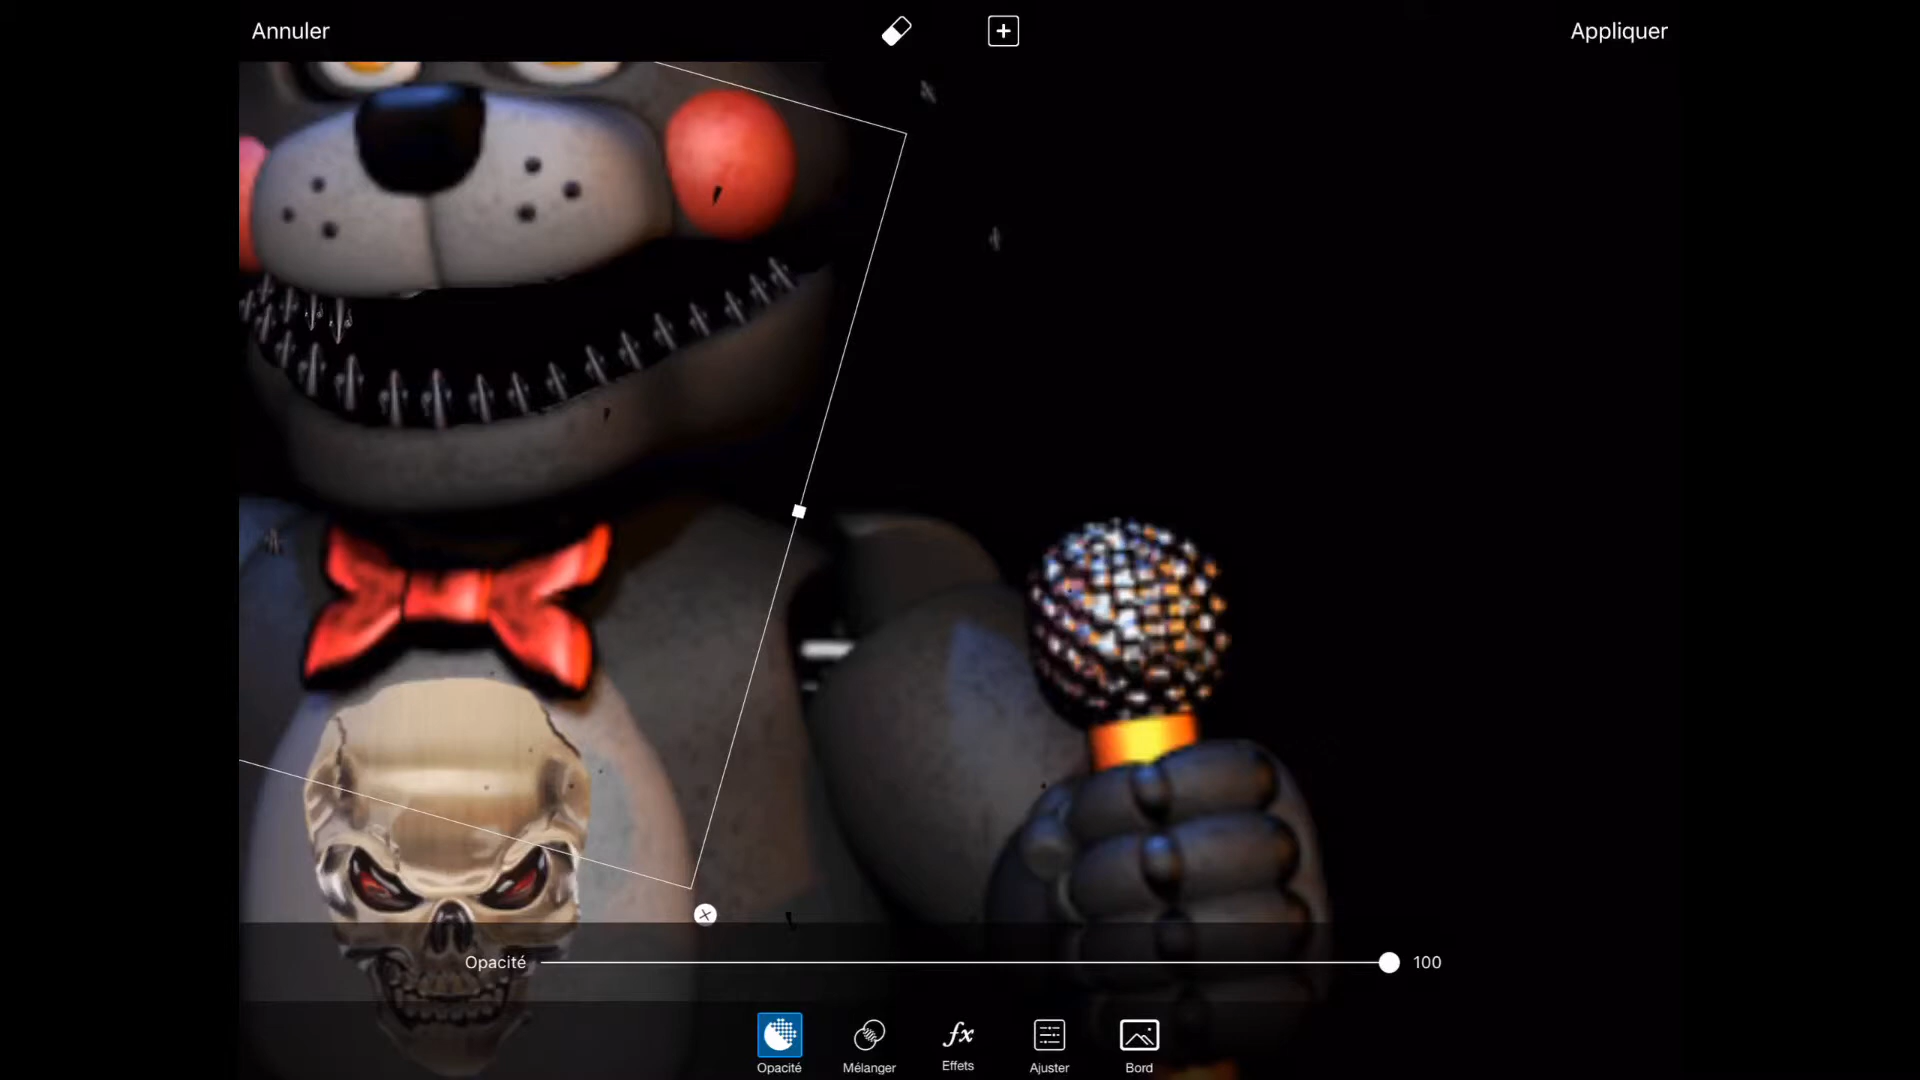 Annuler
Appliquer
Opacité 100
Opacité Mélanger Effets Ajuster Bord